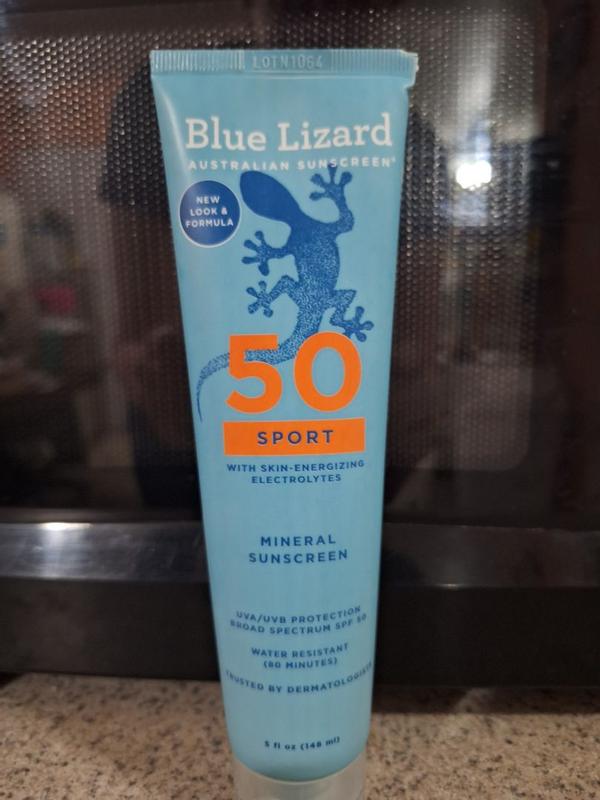 LOTN1064
Blue Lizard
AUSTRALIAN SUNSCREEN®
NEW
LOOK &
FORMULA
50
SPORT
WITH SKIN-ENERGIZING
ELECTROLYTES
MINERAL
SUNSCREEN
UVA/UVB PROTECTION
BROAD SPECTRUM SPF 50
WATER RESISTANT
(80 MINUTES)
TRUSTED BY DERMATOLOGISTS
5 fl oz (148 ml)